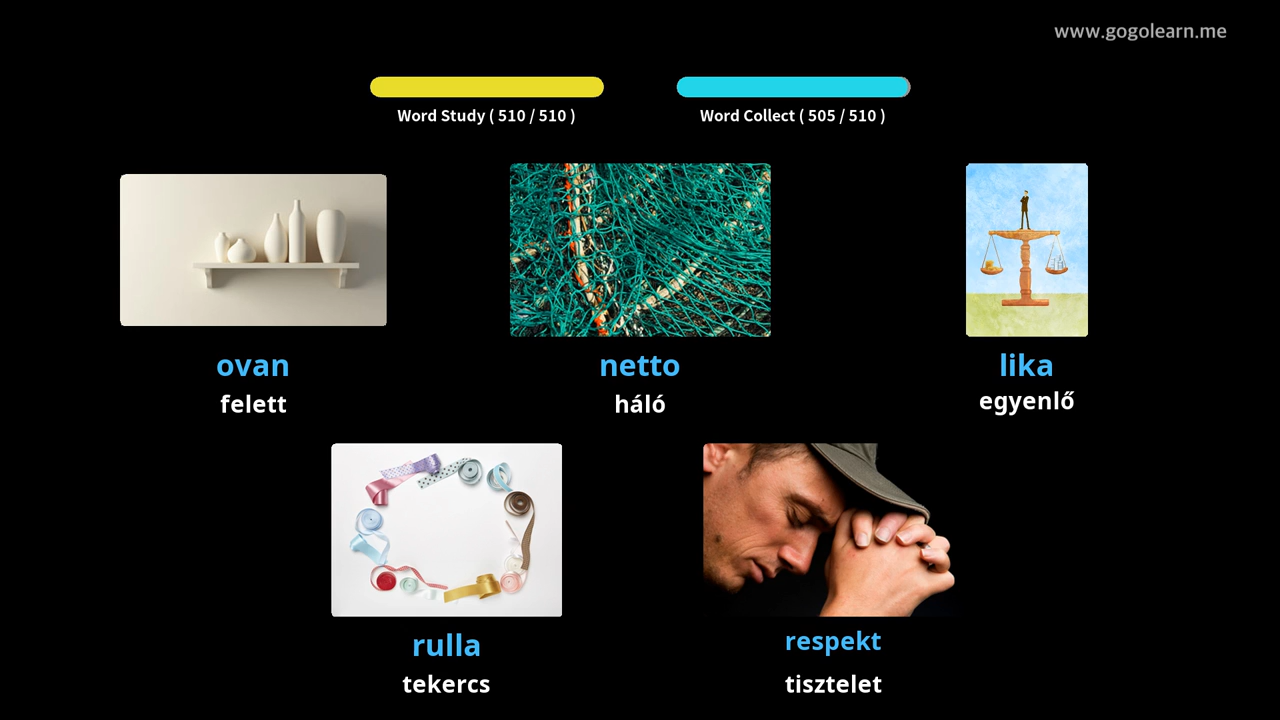 www.gogolearn.me
Word Study ( 510 / 510 )
Word Collect ( 505 / 510 )
ovan
felett
netto
háló
lika
egyenlő
rulla
tekercs
respekt
tisztelet